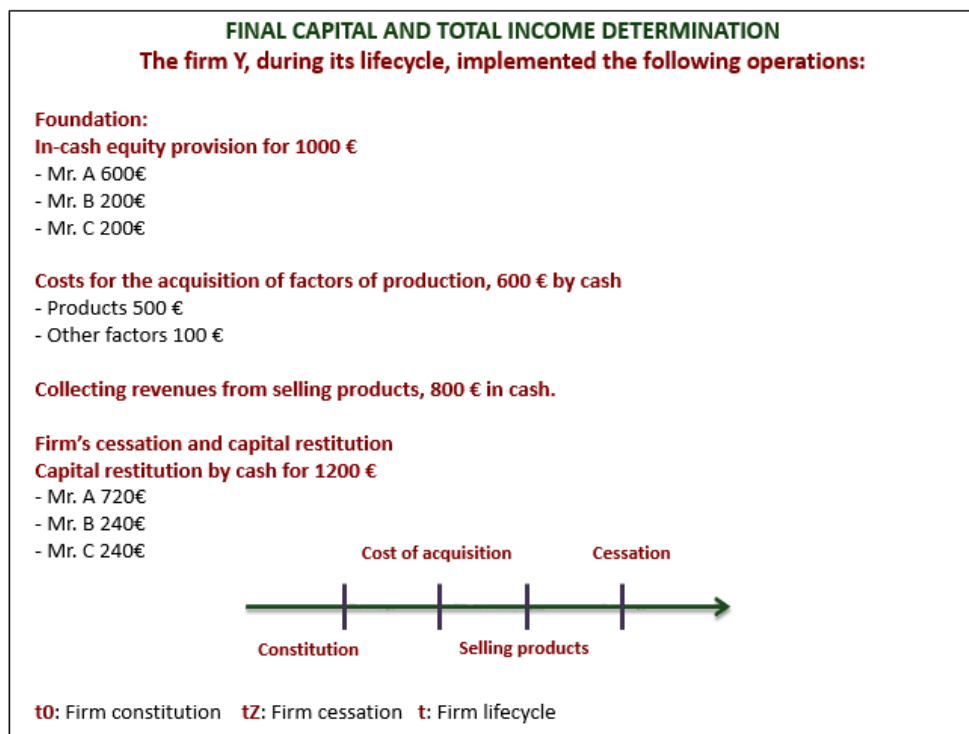 FINAL CAPITAL AND TOTAL INCOME DETERMINATION
The firm Y, during its lifecycle, implemented the following operations:
Foundation:
In-cash equity provision for 1000 €
- Mr. A 600€
- Mr. B 200€
- Mr. C 200€
Costs for the acquisition of factors of production, 600 € by cash
- Products 500 €
- Other factors 100 €
Collecting revenues from selling products, 800 € in cash.
Firm's cessation and capital restitution
Capital restitution by cash for 1200 €
- Mr. A 720€
- Mr. B 240€
- Mr. C 240€
Cost of acquisition Cessation
Constitution Selling products
t0: Firm constitution tZ: Firm cessation t: Firm lifecycle